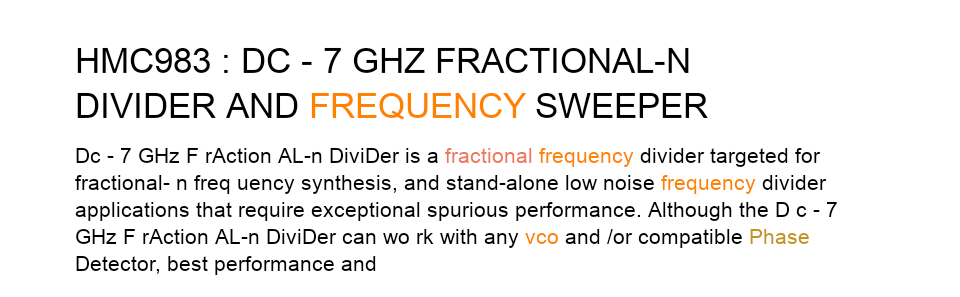 HMC983 : DC - 7 GHZ FRACTIONAL-N
DIVIDER AND FREQUENCY SWEEPER
Dc - 7 GHz F rAction AL-n DiviDer is a fractional frequency divider targeted for
fractional- n freq uency synthesis, and stand-alone low noise frequency divider
applications that require exceptional spurious performance. Although the D c - 7
GHz F rAction AL-n DiviDer can wo rk with any vco and /or compatible Phase
Detector, best performance and